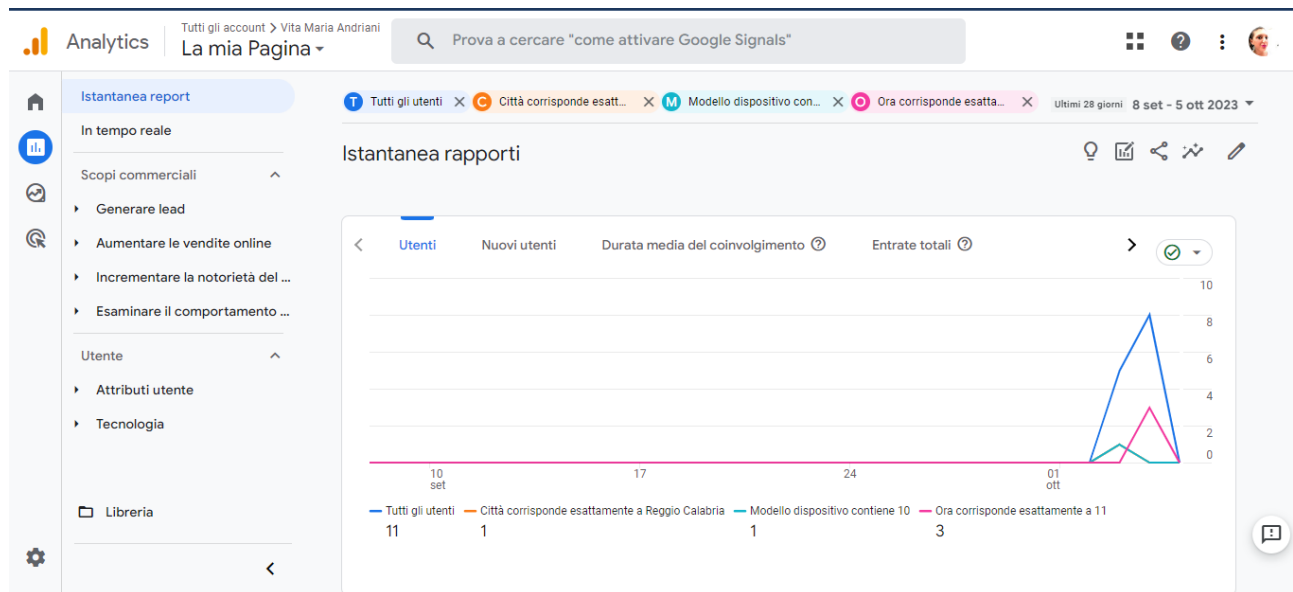 Analytics
Tutti gli account > Vita Maria Andriani
La mia Pagina
Prova a cercare "come attivare Google Signals"
Istantanea report
In tempo reale
Scopi commerciali
Generare lead
Aumentare le vendite online
Incrementare la notorietà del ...
Esaminare il comportamento ...
Utente
Attributi utente
Tecnologia
Libreria
T Tutti gli utenti
C Città corrisponde esatt...
M Modello dispositivo con...
O Ora corrisponde esatta...
Ultimi 28 giorni 8 set - 5 ott 2023
Istantanea rapporti
Utenti
Nuovi utenti
Durata media del coinvolgimento
Entrate totali
10
8
6
4
2
0
10 set
17
24
01 ott
Tutti gli utenti
11
Città corrisponde esattamente a Reggio Calabria
1
Modello dispositivo contiene 10
1
Ora corrisponde esattamente a 11
3